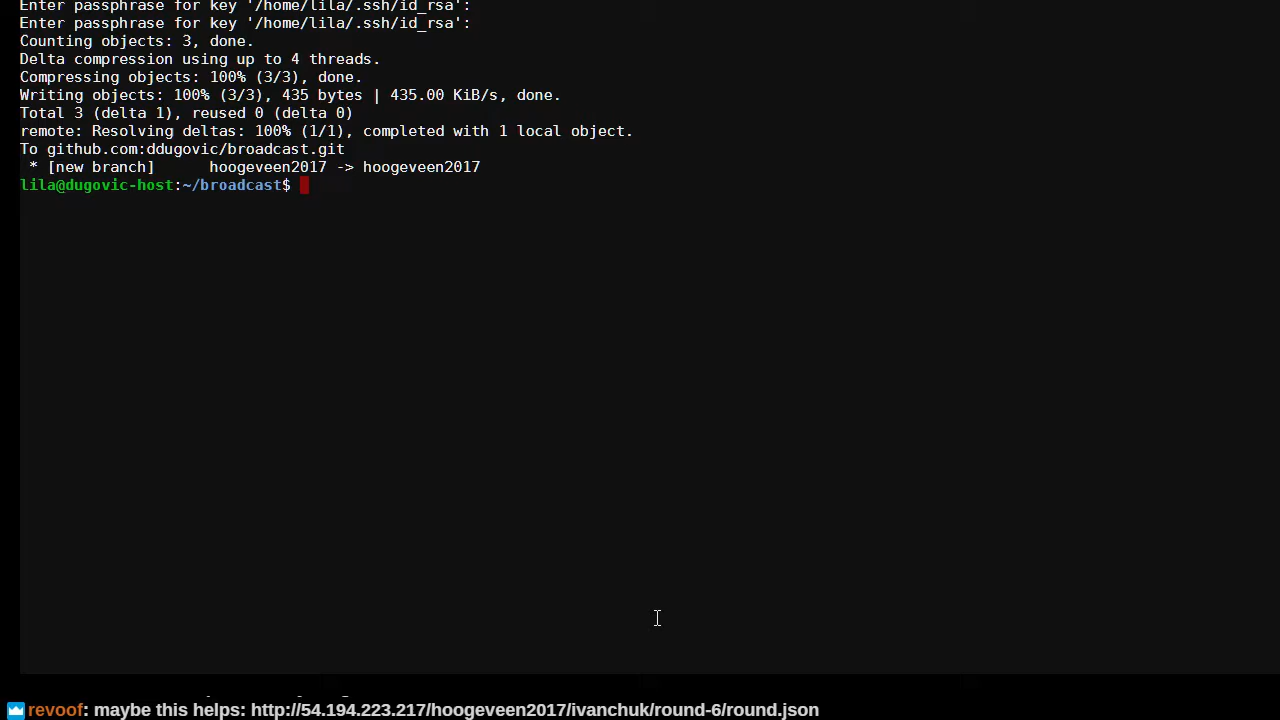 Enter passphrase for key '/home/lila/.ssh/id_rsa':
Enter passphrase for key '/home/lila/.ssh/id_rsa':
Counting objects: 3, done.
Delta compression using up to 4 threads.
Compressing objects: 100% (3/3), done.
Writing objects: 100% (3/3), 435 bytes | 435.00 KiB/s, done.
Total 3 (delta 1), reused 0 (delta 0)
remote: Resolving deltas: 100% (1/1), completed with 1 local object.
To github.com:ddugovic/broadcast.git
 * [new branch]      hoogeveen2017 -> hoogeveen2017
lila@dugovic-host:~/broadcast$
revoof: maybe this helps: http://54.194.223.217/hoogeveen2017/ivanchuk/round-6/round.json